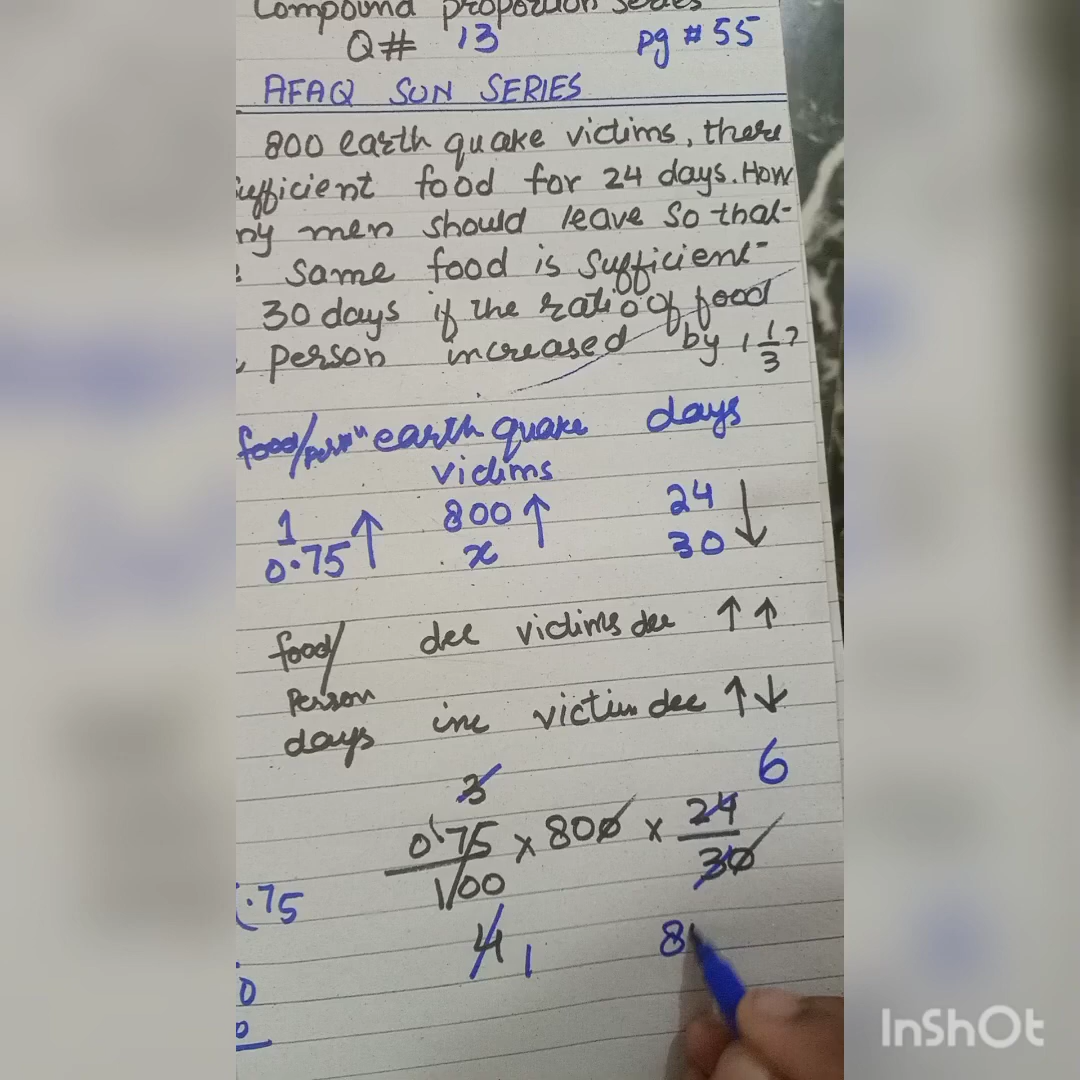 Compound proportion series
Q# 13 pg # 55
AFAQ SUN SERIES
800 earth quake victims, there
sufficient food for 24 days. How
ny men should leave so that
same food is sufficient
30 days if the ratio of food
person increased by 1 1/3?
food/person earth quake victims days
1 ↑ 800 ↑ 24 ↓
0.75 x 30
food/person dec victims dec ↑ ↑
days inc victim dec ↑ ↓
3 6
0.75/100 × 800 × 24/30
.75
4 1 8
0
0
InShOt